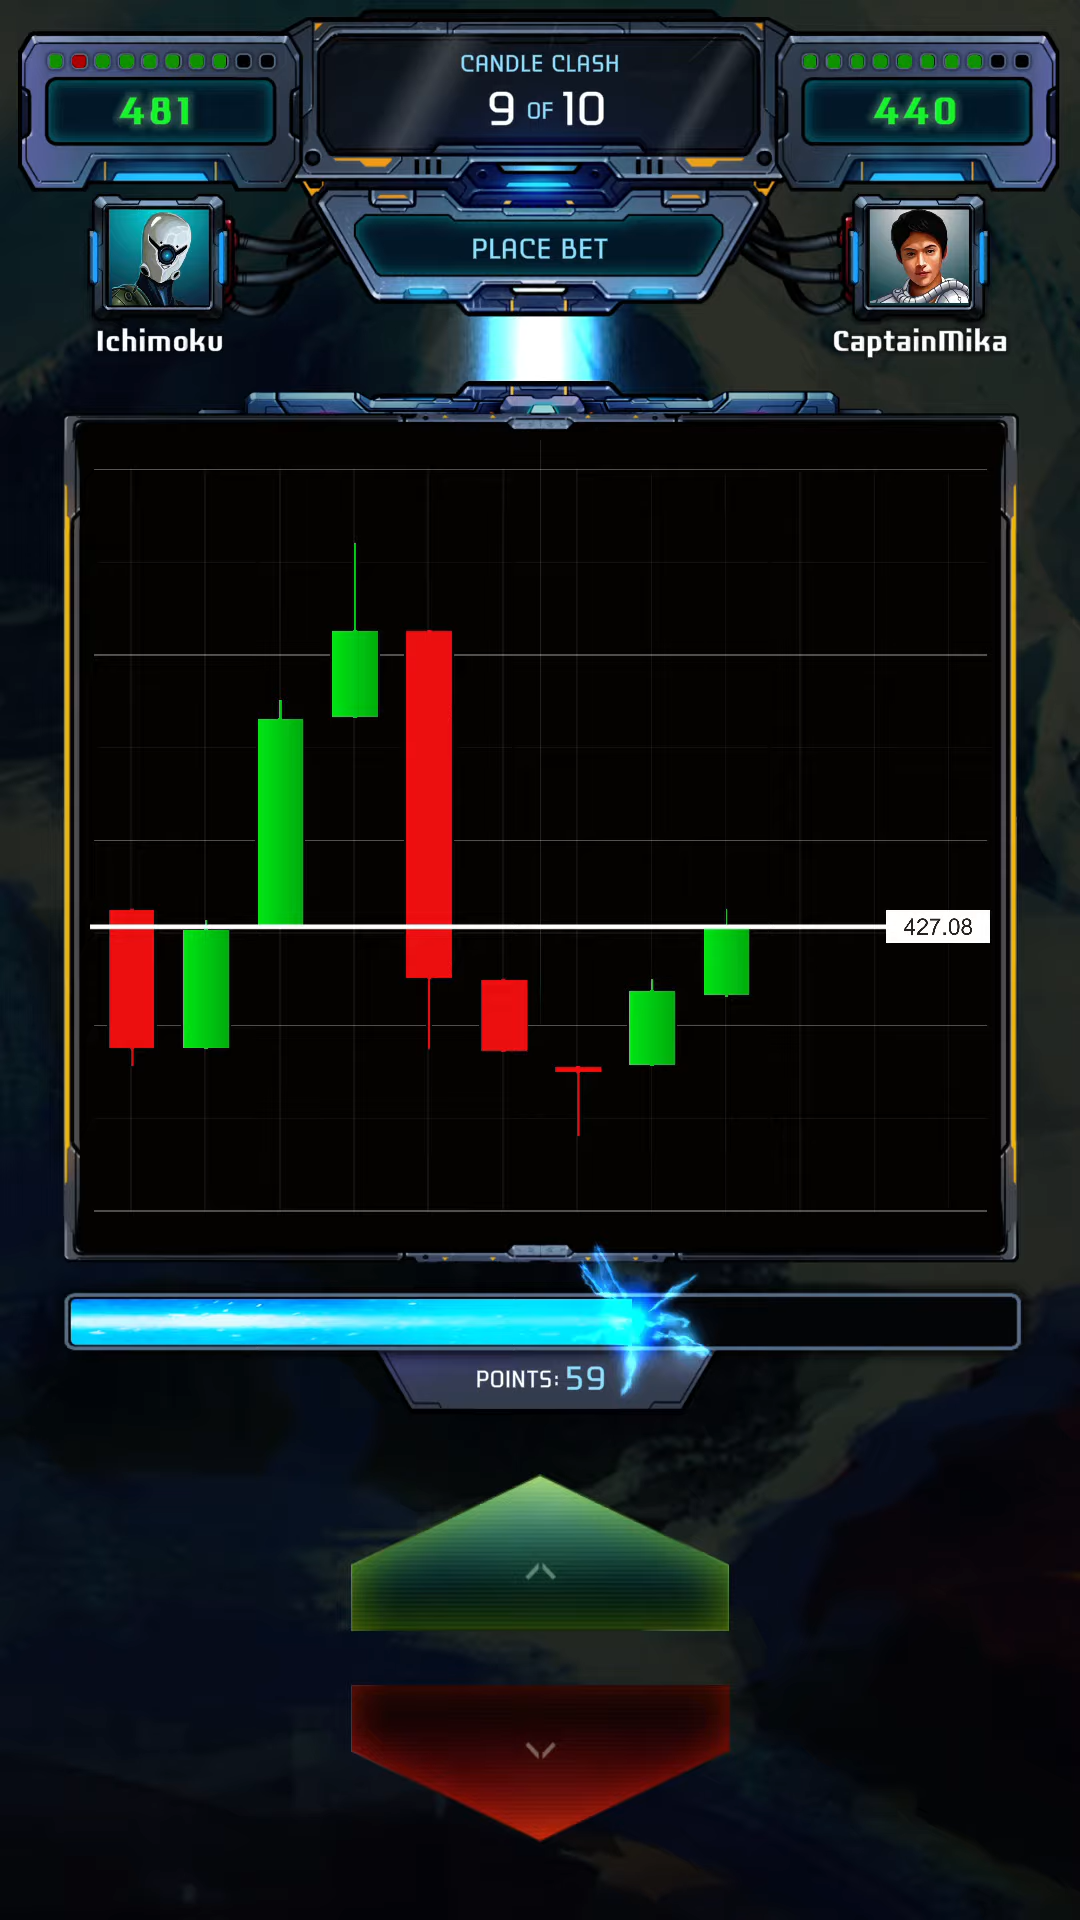 CANDLE CLASH
481
9 OF 10
440
PLACE BET
Ichimoku
CaptainMika
427.08
POINTS: 59